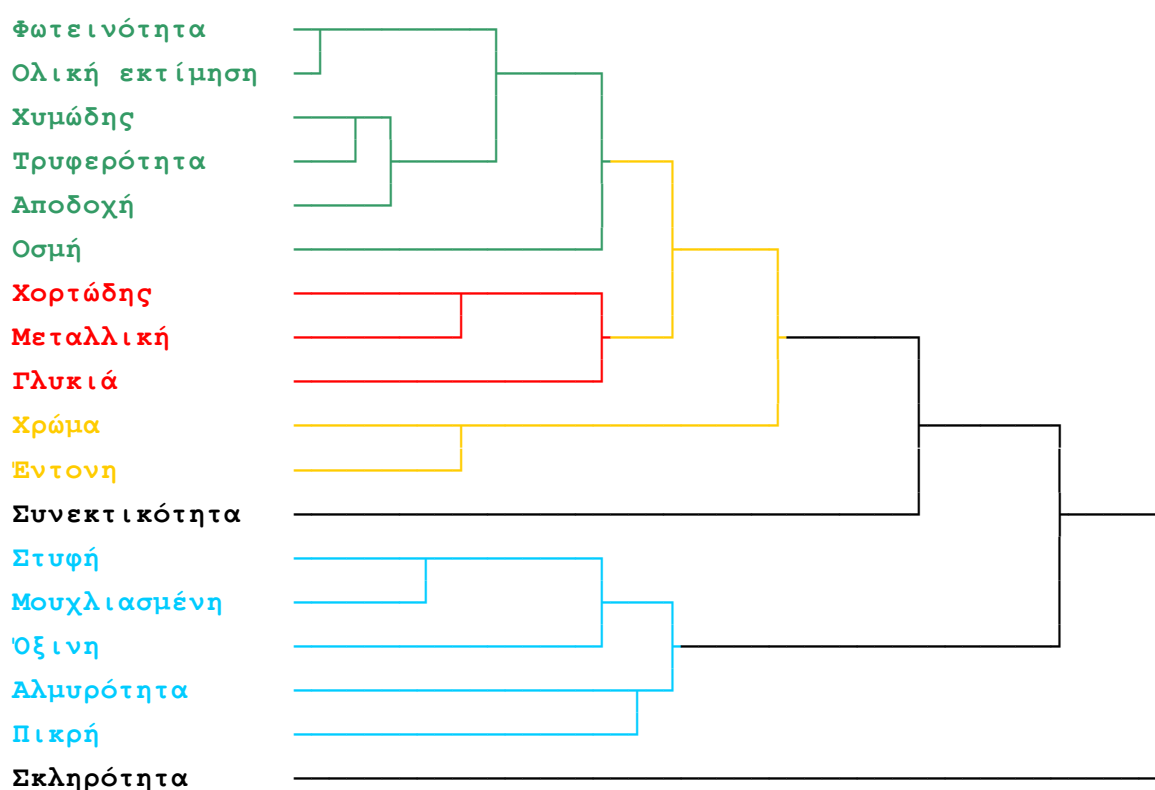 Φωτεινότητα
Ολική εκτίμηση
Χυμώδης
Τρυφερότητα
Αποδοχή
Οσμή
Χορτώδης
Μεταλλική
Γλυκιά
Χρώμα
Έντονη
Συνεκτικότητα
Στυφή
Μουχλιασμένη
Όξινη
Αλμυρότητα
Πικρή
Σκληρότητα